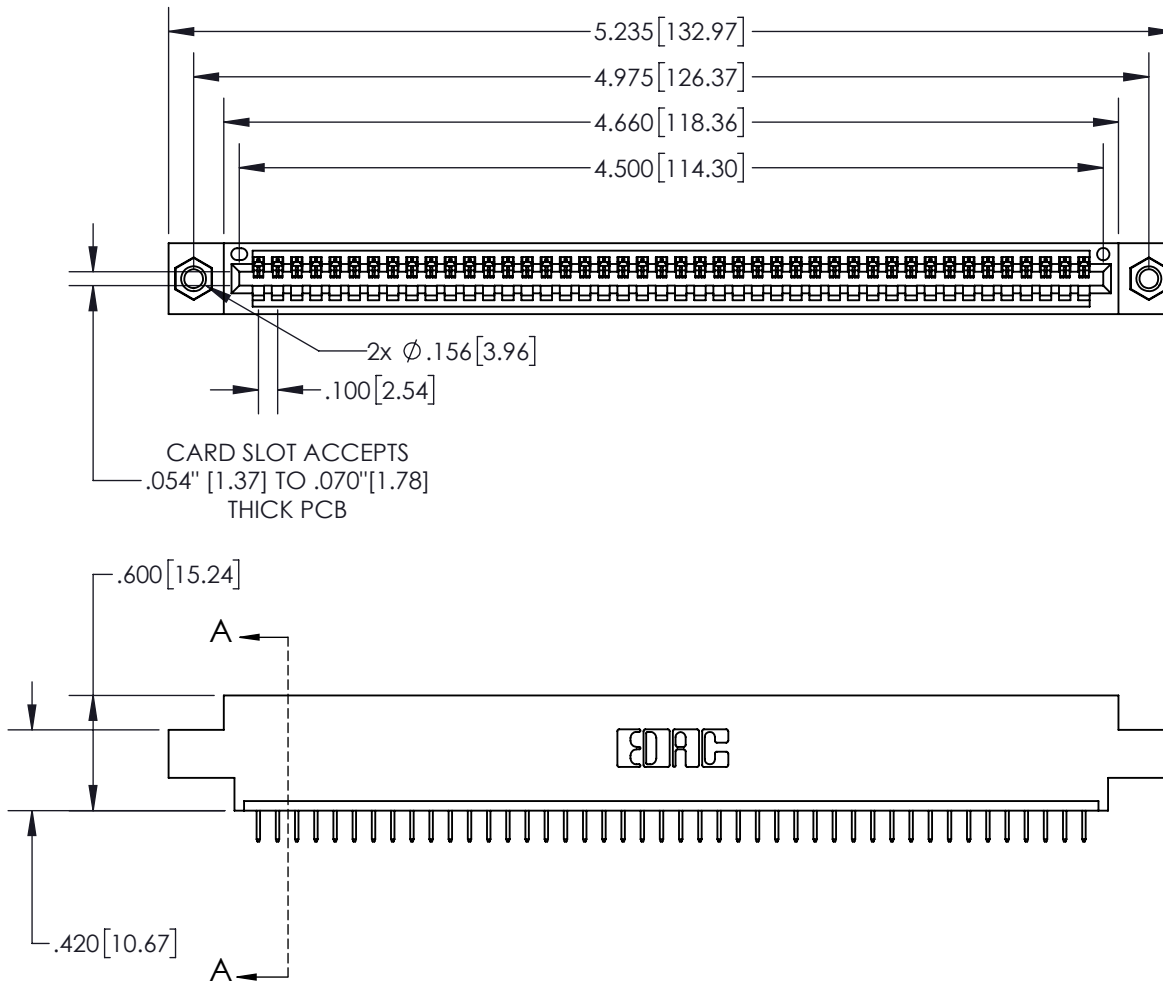 5.235[132.97]
4.975[126.37]
4.660[118.36]
4.500[114.30]
2x Ø.156[3.96]
.100[2.54]
CARD SLOT ACCEPTS
.054" [1.37] TO .070"[1.78]
THICK PCB
.600[15.24]
A
EDAC
.420[10.67]
A